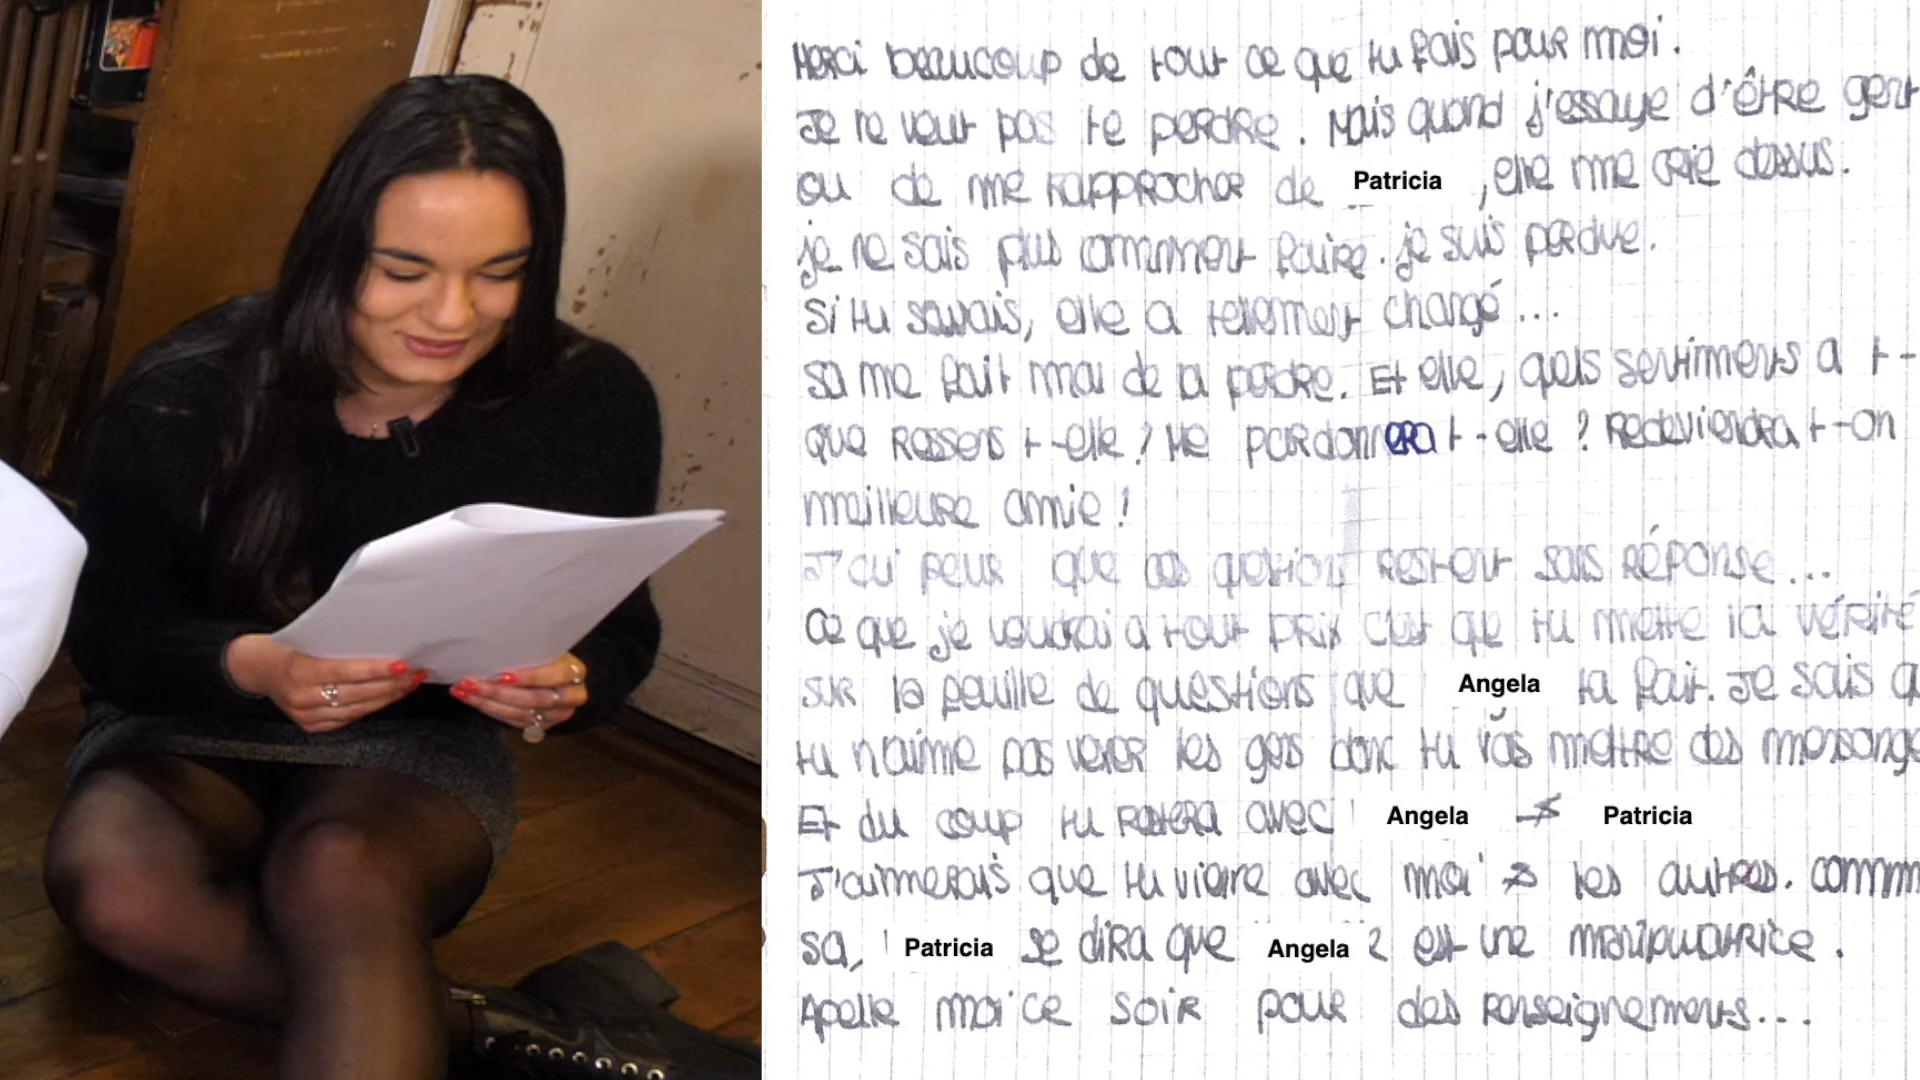 Merci beaucoup de tout ce que tu fais pour moi.
Je ne veut pas te perdre. Mais quand j'essaye d'être gent
ou de me rapprocher de Patricia, elle me crie dessus.
je ne sais plus comment faire. je suis perdue.
Si tu savais, elle a tellement changé...
sa me fait mal de la perdre. Et elle, quels sentiments a t-
que ressens t-elle? Me pardonnera t-elle? Redeviendra t-on
meilleure amie!
J'ai peur que ces questions restent sans réponse...
Ce que je voudrai a tout prix c'est que tu mette la vérité
sur la feuille de questions que Angela ta fait. Je sais q
tu n'aime pas vexer les gens donc tu vas mettre des mensonge
Et du coup tu restera avec Angela Patricia
J'aimerais que tu vienne avec moi les autres. comm
sa, Patricia se dira que Angela est une manipulatrice.
Apelle moi ce soir pour des renseignements...